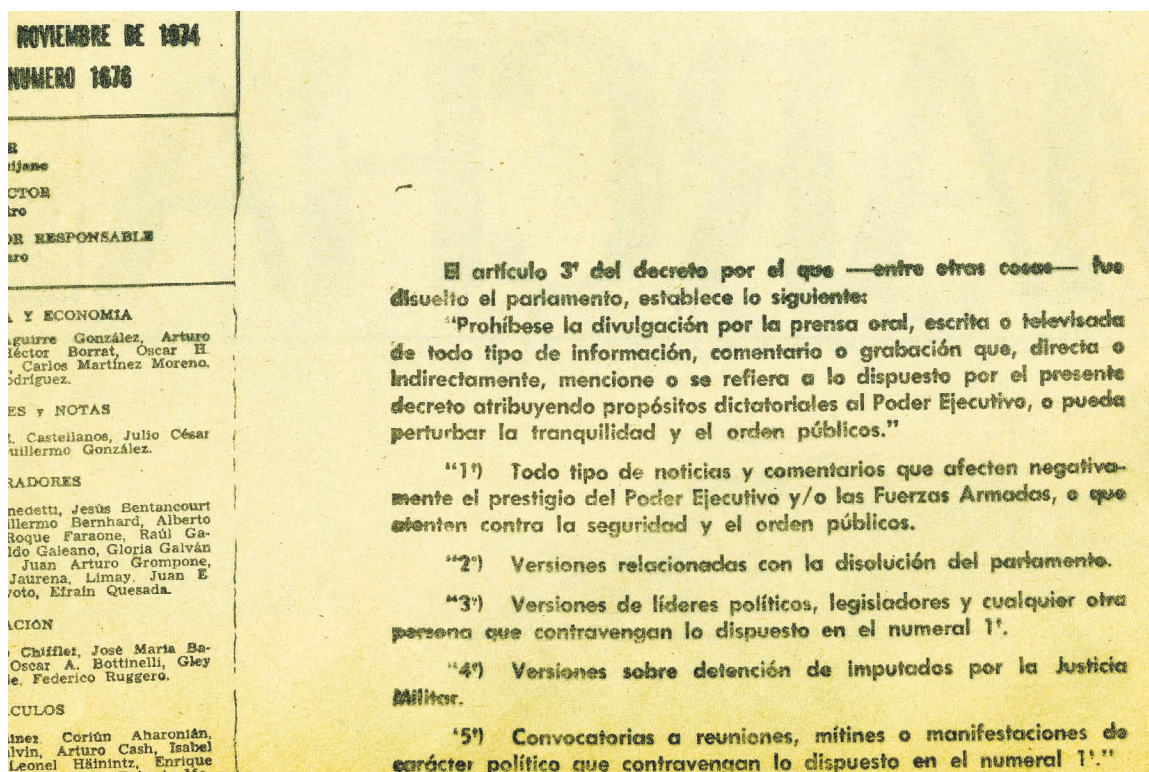 NOVIEMBRE DE 1974
NUMERO 1676
R
uijano
CTOR
tro
OR RESPONSABLE
aro
A Y ECONOMIA
Aguirre González, Arturo
Héctor Borrat, Oscar H.
, Carlos Martínez Moreno,
odríguez.
ES y NOTAS
R. Castellanos, Julio César
uillermo González.
RADORES
nedetti, Jesús Bentancourt
illermo Bernhard, Alberto
Roque Faraone, Raúl Ga-
ldo Galeano, Gloria Galván
Juan Arturo Grompone,
Jaurena, Limay. Juan E
yoto, Efraín Quesada.
ACION
Chifflet, José María Ba-
Oscar A. Bottinelli, Gley
e, Federico Ruggero.
CULOS
Coriún Aharonián,
alvin, Arturo Cash, Isabel
Leonel Häinintz, Enrique
El artículo 3º del decreto por el que —entre otras cosas— fue
disuelto el parlamento, establece lo siguiente:
"Prohíbese la divulgación por la prensa oral, escrita o televisada
de todo tipo de información, comentario o grabación que, directa o
indirectamente, mencione o se refiera a lo dispuesto por el presente
decreto atribuyendo propósitos dictatoriales al Poder Ejecutivo, o pueda
perturbar la tranquilidad y el orden públicos."
"1º) Todo tipo de noticias y comentarios que afecten negativa-
mente el prestigio del Poder Ejecutivo y/o las Fuerzas Armadas, o que
atenten contra la seguridad y el orden públicos.
"2º) Versiones relacionadas con la disolución del parlamento.
"3º) Versiones de líderes políticos, legisladores y cualquier otra
persona que contravengan lo dispuesto en el numeral 1º.
"4º) Versiones sobre detención de imputados por la Justicia
Militar.
"5º) Convocatorias a reuniones, mítines o manifestaciones de
carácter político que contravengan lo dispuesto en el numeral 1º."